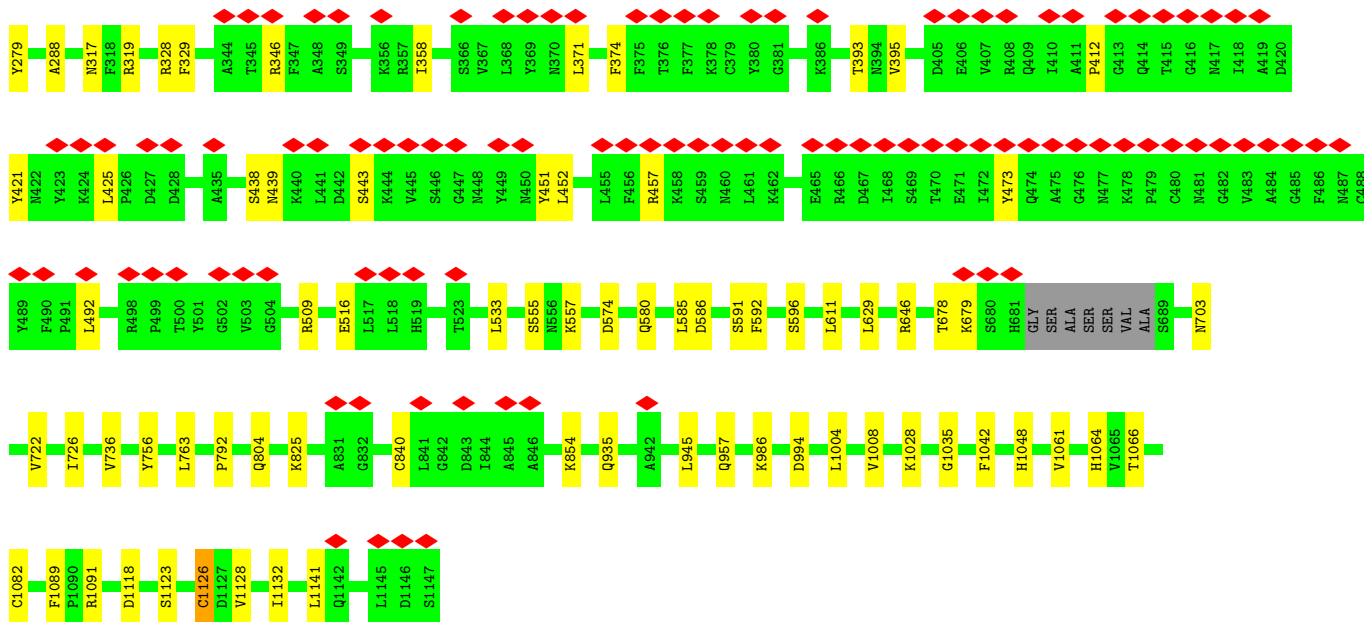 Y279 A288 N317 F318 R319 R328 F329 A344 T345 R346 F347 A348 S349 K356 R357 I358 S366 V367 L368 Y369 N370 L371 F374 F375 T376 F377 K378 C379 Y380 G381 K386 T393 N394 V395 D405 E406 V407 R408 Q409 I410 A411 P412 G413 Q414 T415 G416 N417 I418 A419 D420
Y421 N422 Y423 K424 L425 P426 D427 D428 A435 S438 N439 K440 L441 D442 S443 K444 V445 S446 G447 N448 Y449 N450 Y451 L452 L455 F456 R457 K458 S459 N460 L461 K462 E465 R466 D467 I468 S469 T470 E471 I472 Y473 Q474 A475 G476 N477 K478 P479 C480 N481 G482 V483 A484 G485 F486 N487 C488
Y489 F490 P491 L492 R498 P499 T500 Y501 G502 V503 G504 R509 E516 L517 L518 H519 T523 L533 S555 N556 K557 D574 Q580 L585 D586 S591 F592 S596 L611 L629 R646 T678 K679 S680 H681 GLY SER ALA SER SER VAL ALA S689 N703
V722 I726 V736 Y756 L763 P792 Q804 K825 A831 G832 C840 L841 G842 D843 I844 A845 A846 K854 Q935 A942 L945 Q957 K986 D994 L1004 V1008 K1028 G1035 F1042 H1048 V1061 H1064 V1065 T1066
C1082 F1089 P1090 R1091 D1118 S1123 C1126 D1127 V1128 I1132 L1141 Q1142 L1145 D1146 S1147